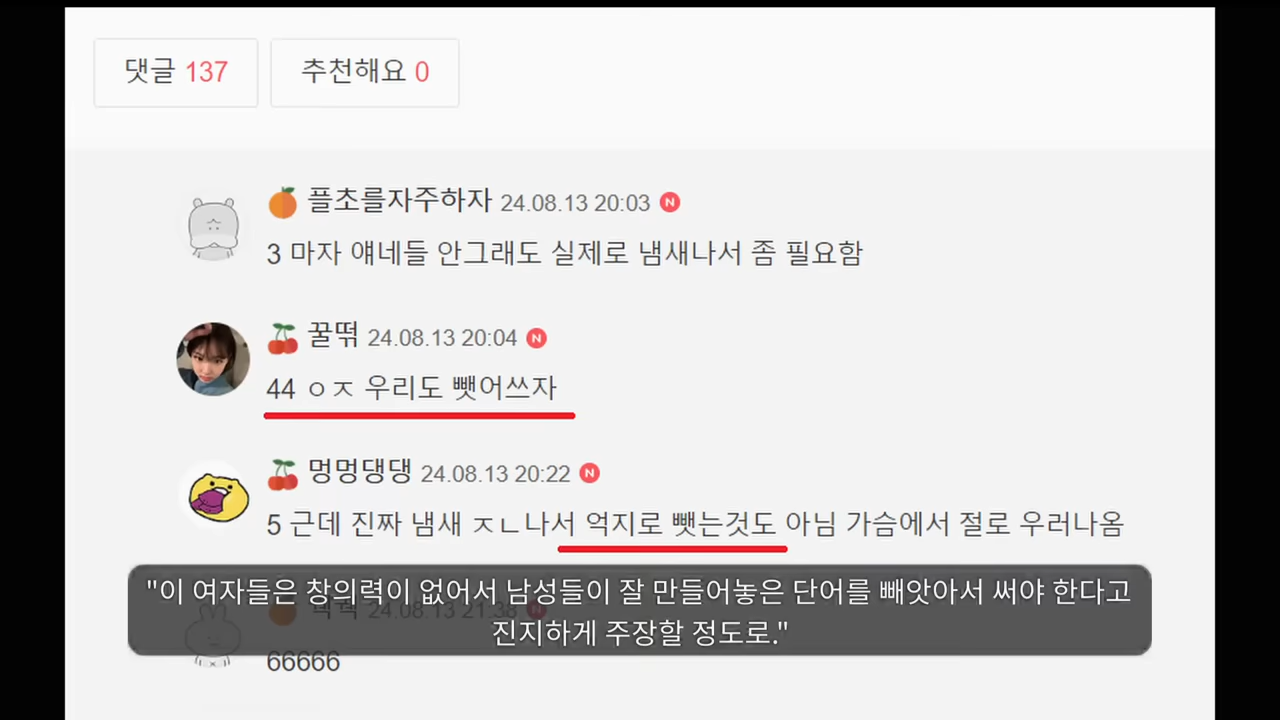 댓글 137 추천해요 0
플초를자주하자 24.08.13 20:03 N
3 마자 얘네들 안그래도 실제로 냄새나서 좀 필요함
꿀떡 24.08.13 20:04 N
44 ㅇㅈ 우리도 뺏어쓰자
멍멍댕댕 24.08.13 20:22 N
5 근데 진짜 냄새 ㅈㄴ나서 억지로 뺏는것도 아님 가슴에서 절로 우러나옴
"이 여자들은 창의력이 없어서 남성들이 잘 만들어놓은 단어를 빼앗아서 써야 한다고
24.08.13 21:38
진지하게 주장할 정도로."
66666